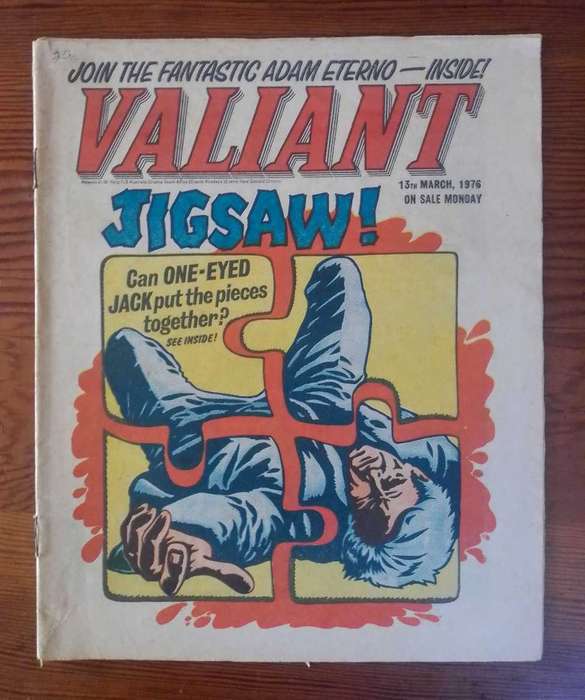 JOIN THE FANTASTIC ADAM ETERNO — INSIDE!
VALIANT
13TH MARCH, 1976
ON SALE MONDAY
JIGSAW!
Can ONE-EYED
JACK put the pieces
together?
SEE INSIDE!